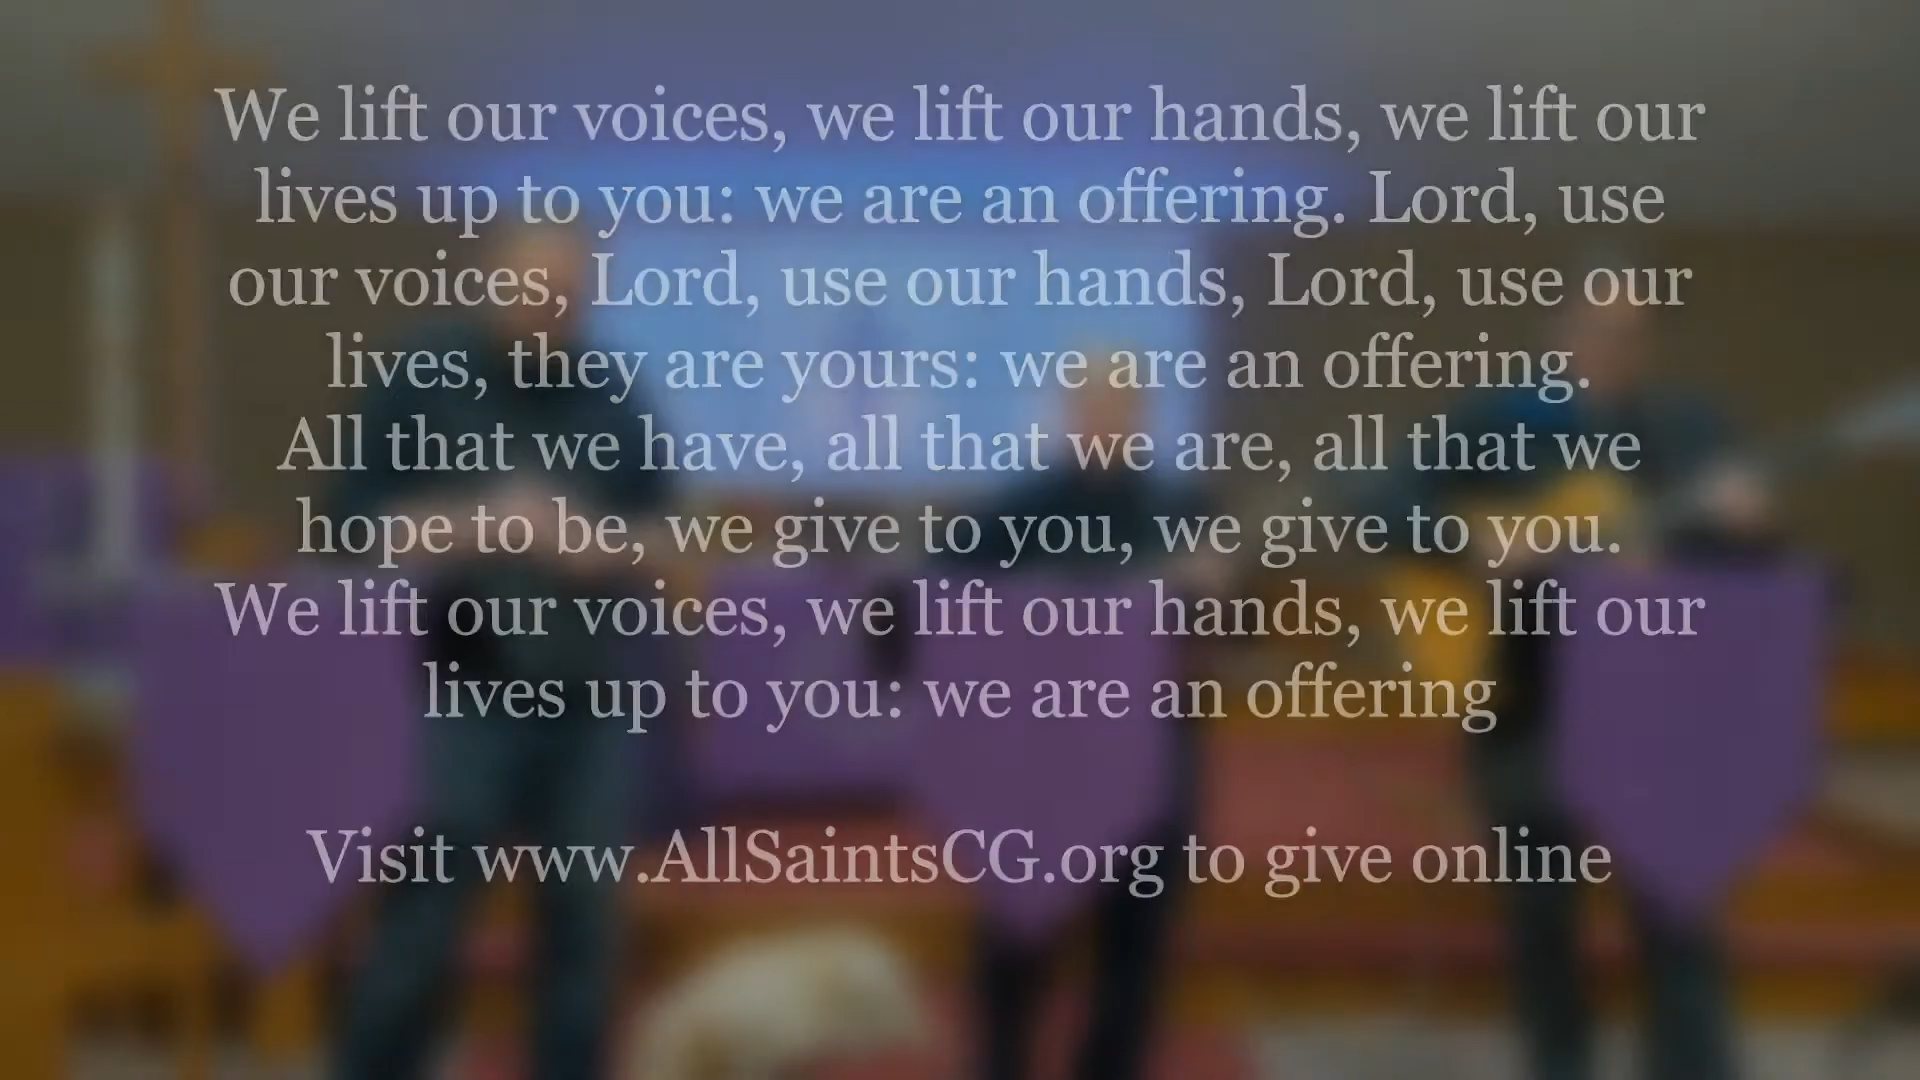 We lift our voices, we lift our hands, we lift our
lives up to you: we are an offering. Lord, use
our voices, Lord, use our hands, Lord, use our
lives, they are yours: we are an offering.
All that we have, all that we are, all that we
hope to be, we give to you, we give to you.
We lift our voices, we lift our hands, we lift our
lives up to you: we are an offering
Visit www.AllSaintsCG.org to give online